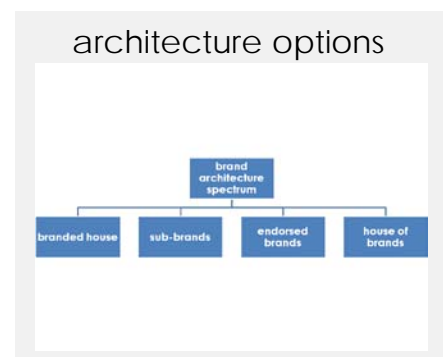 architecture options
brand
architecture
spectrum
branded house
sub-brands
endorsed
brands
house of
brands